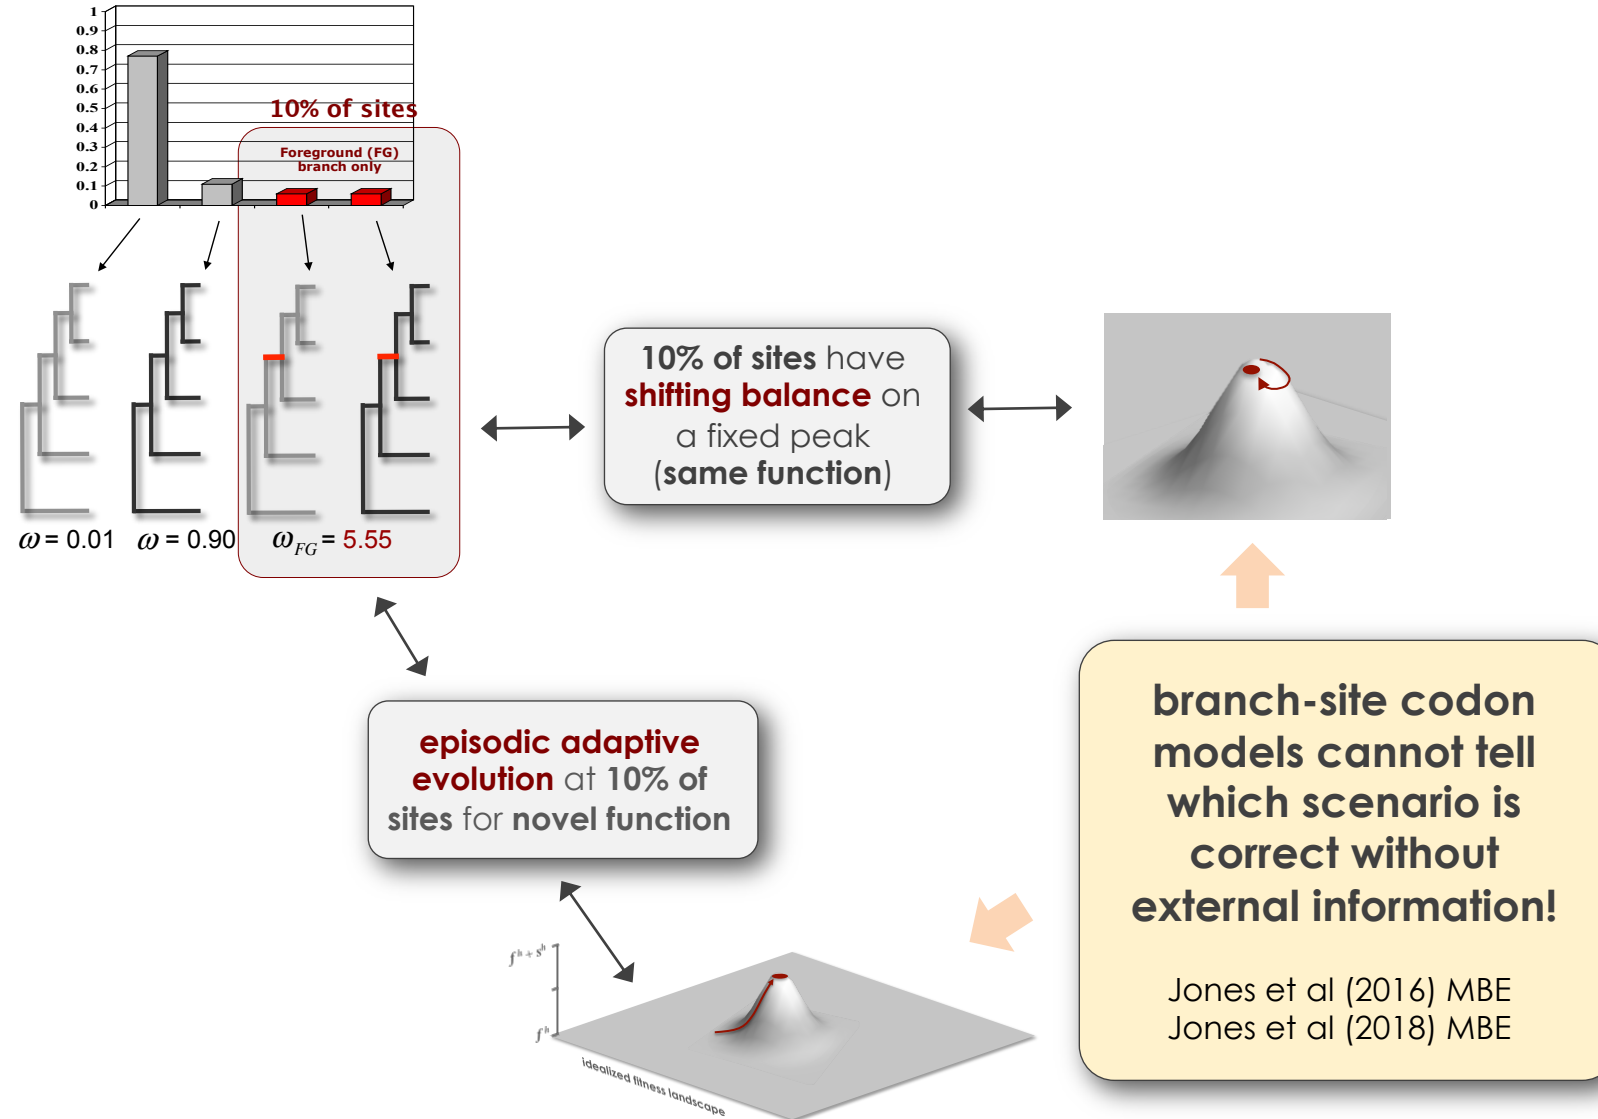 1
0.9
0.8
0.7
0.6
0.5
0.4
0.3
0.2
0.1
0
10% of sites
Foreground (FG)
branch only
ω = 0.01
ω = 0.90
ω_FG = 5.55
10% of sites have
shifting balance on
a fixed peak
(same function)
episodic adaptive
evolution at 10% of
sites for novel function
f^h + s^h
f^h
idealized fitness landscape
branch-site codon
models cannot tell
which scenario is
correct without
external information!
Jones et al (2016) MBE
Jones et al (2018) MBE